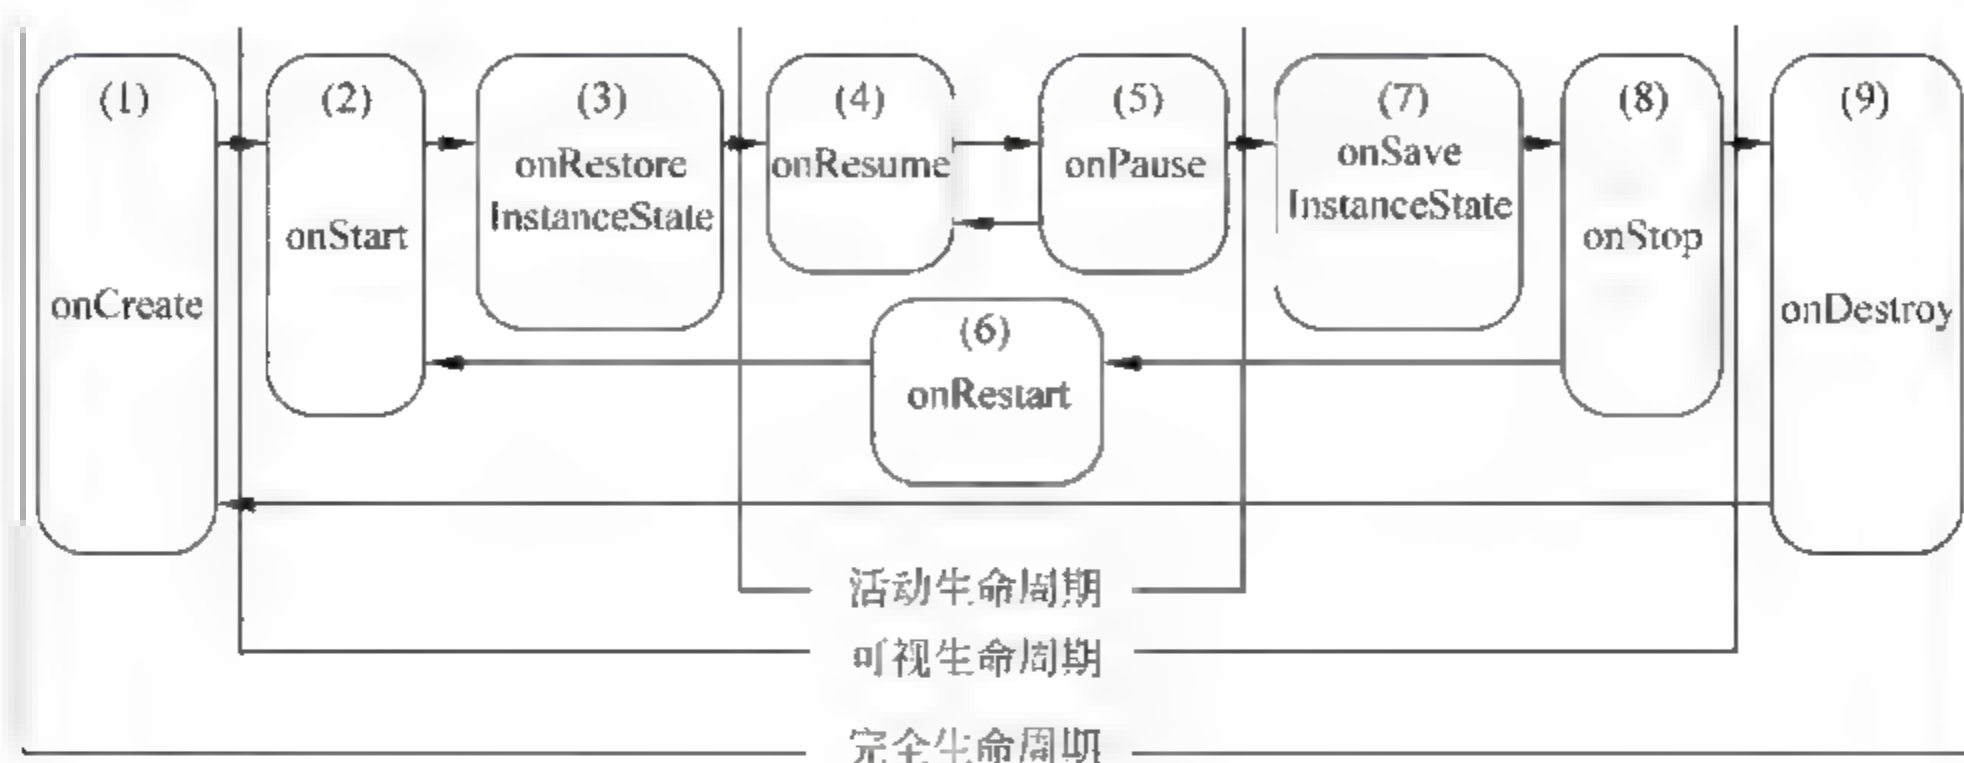 (1)
onCreate
(2)
onStart
(3)
onRestore
InstanceState
(4)
onResume
(5)
onPause
(6)
onRestart
(7)
onSave
InstanceState
(8)
onStop
(9)
onDestroy
活动生命周期
可视生命周期
完全生命周期